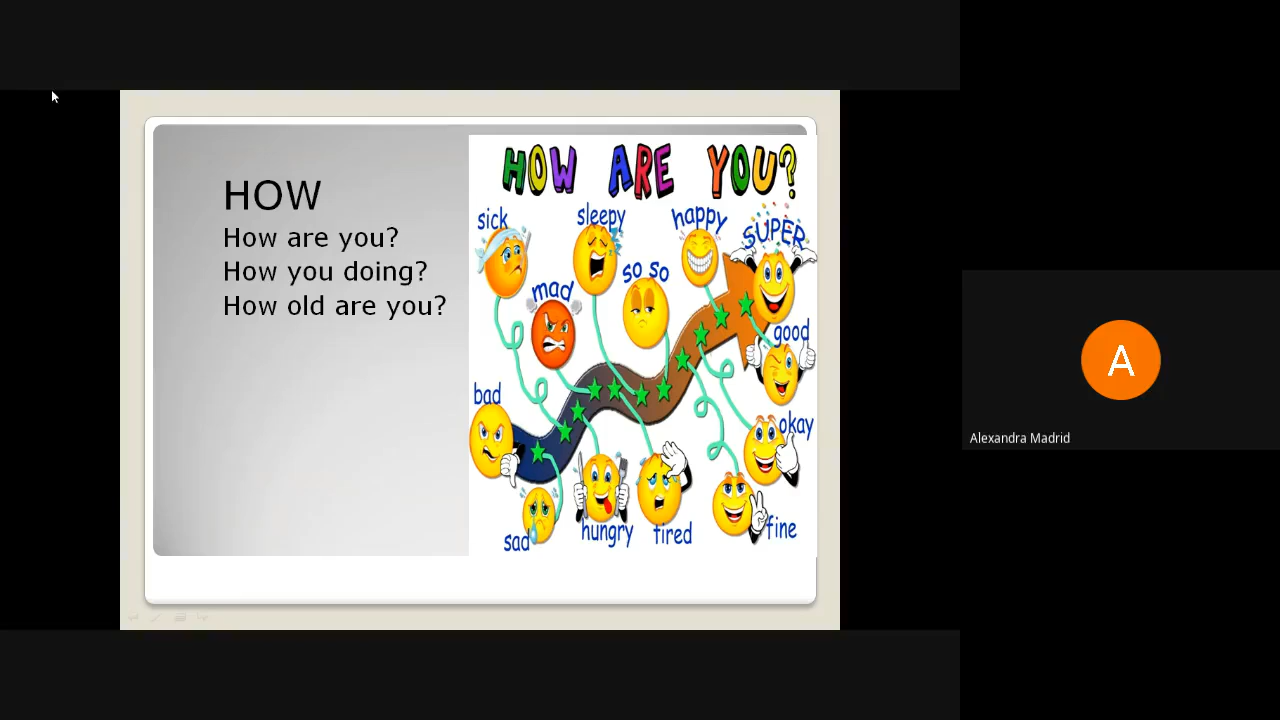 HOW
How are you?
How you doing?
How old are you?
HOW ARE YOU?
sick
sleepy
happy
SUPER
so so
mad
good
bad
okay
sad
hungry
tired
fine
A
Alexandra Madrid